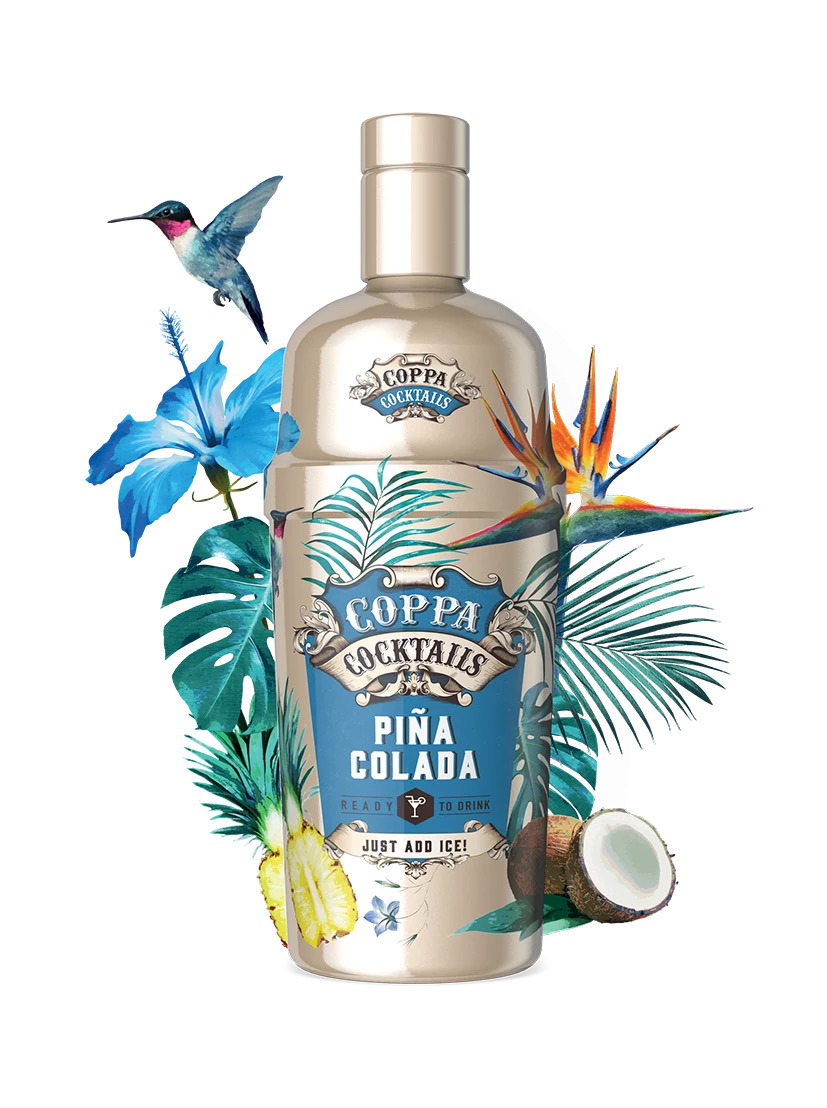 COPPA
COCKTAILS
COPPA
COCKTAILS
PIÑA
COLADA
READY TO DRINK
JUST ADD ICE!